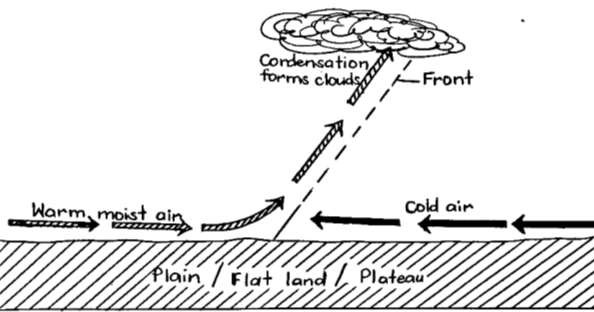 Condensation
forms clouds
Front
Warm moist air
Cold air
Plain / Flat land / Plateau